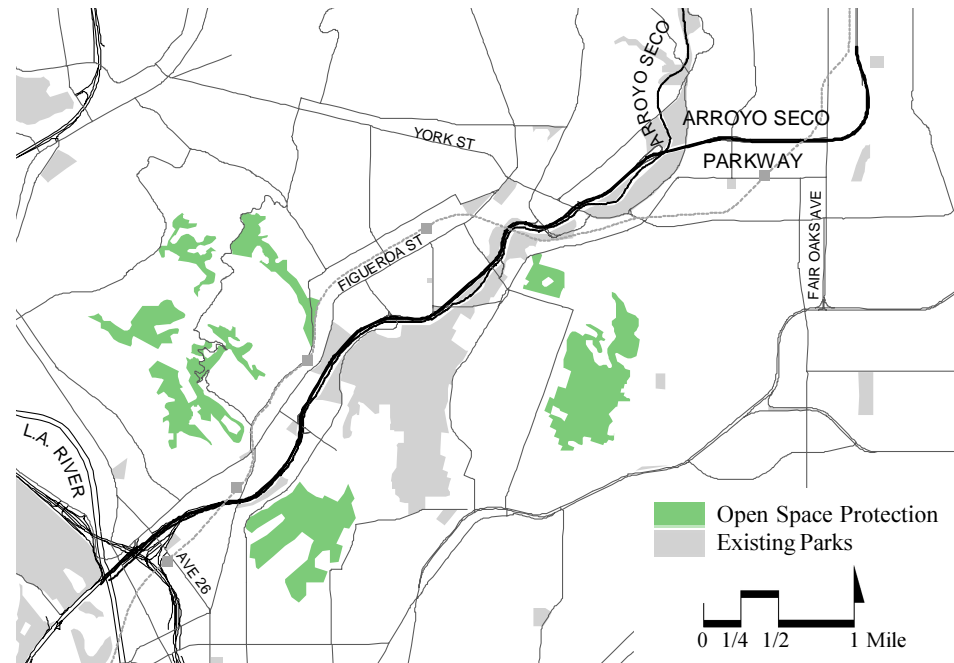 ARROYO SECO
ARROYO SECO
PARKWAY
YORK ST
FIGUEROA ST
FAIR OAKS AVE
L.A. RIVER
AVE 26
Open Space Protection
Existing Parks
0 1/4 1/2 1 Mile